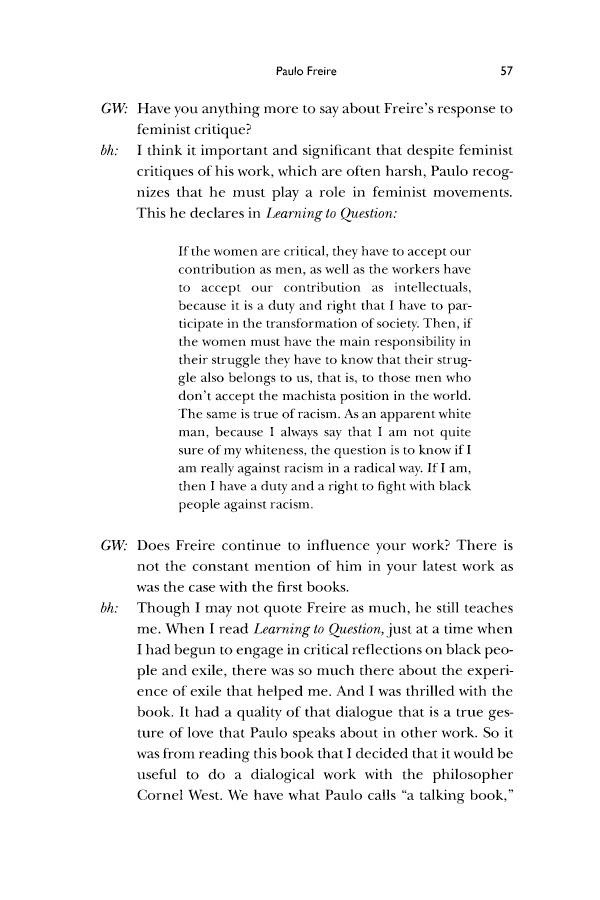 Paulo Freire 57
GW: Have you anything more to say about Freire's response to
feminist critique?
bh: I think it important and significant that despite feminist
critiques of his work, which are often harsh, Paulo recog-
nizes that he must play a role in feminist movements.
This he declares in Learning to Question:
If the women are critical, they have to accept our
contribution as men, as well as the workers have
to accept our contribution as intellectuals,
because it is a duty and right that I have to par-
ticipate in the transformation of society. Then, if
the women must have the main responsibility in
their struggle they have to know that their strug-
gle also belongs to us, that is, to those men who
don't accept the machista position in the world.
The same is true of racism. As an apparent white
man, because I always say that I am not quite
sure of my whiteness, the question is to know if I
am really against racism in a radical way. If I am,
then I have a duty and a right to fight with black
people against racism.
GW: Does Freire continue to influence your work? There is
not the constant mention of him in your latest work as
was the case with the first books.
bh: Though I may not quote Freire as much, he still teaches
me. When I read Learning to Question, just at a time when
I had begun to engage in critical reflections on black peo-
ple and exile, there was so much there about the experi-
ence of exile that helped me. And I was thrilled with the
book. It had a quality of that dialogue that is a true ges-
ture of love that Paulo speaks about in other work. So it
was from reading this book that I decided that it would be
useful to do a dialogical work with the philosopher
Cornel West. We have what Paulo calls "a talking book,"